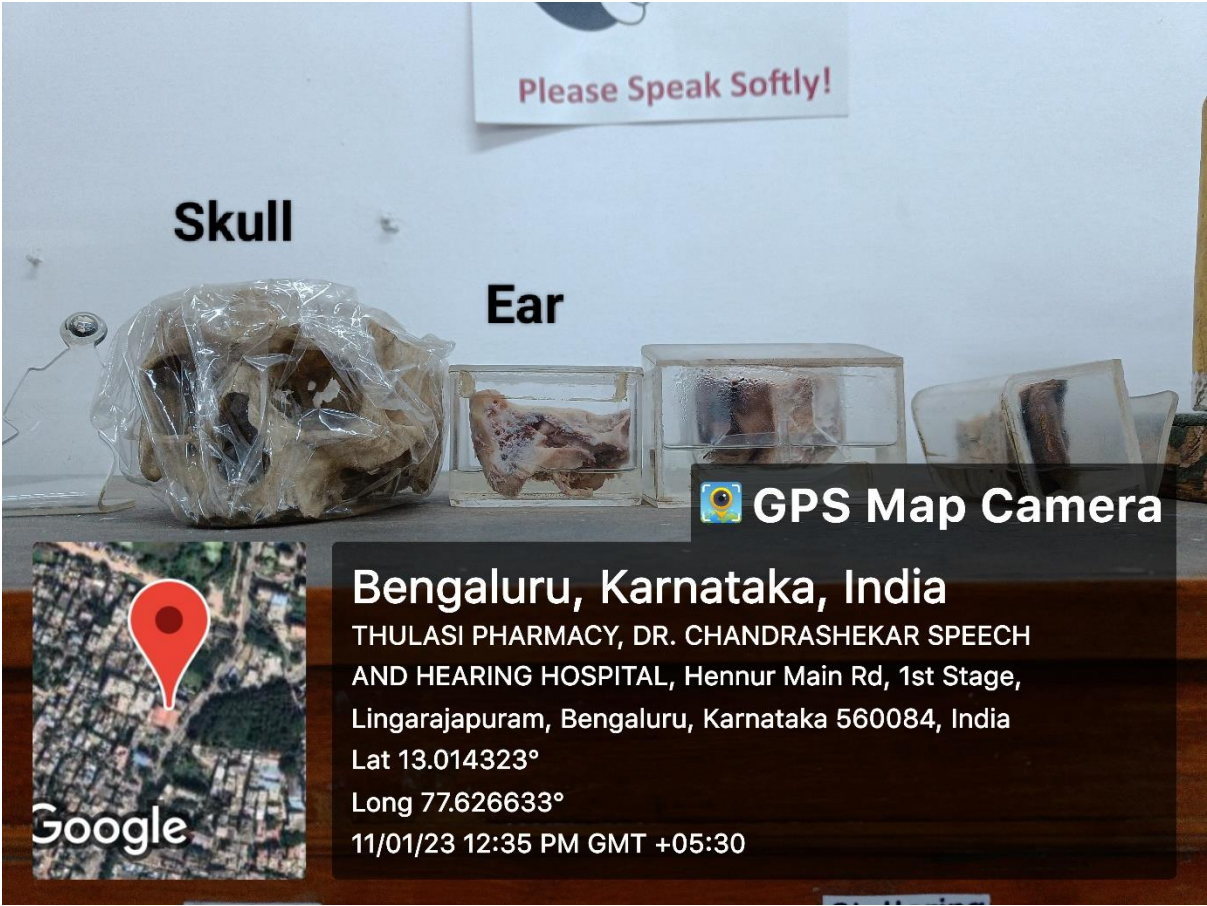 Please Speak Softly!
Skull
Ear
GPS Map Camera
Bengaluru, Karnataka, India
THULASI PHARMACY, DR. CHANDRASHEKAR SPEECH
AND HEARING HOSPITAL, Hennur Main Rd, 1st Stage,
Lingarajapuram, Bengaluru, Karnataka 560084, India
Lat 13.014323°
Long 77.626633°
11/01/23 12:35 PM GMT +05:30
Google